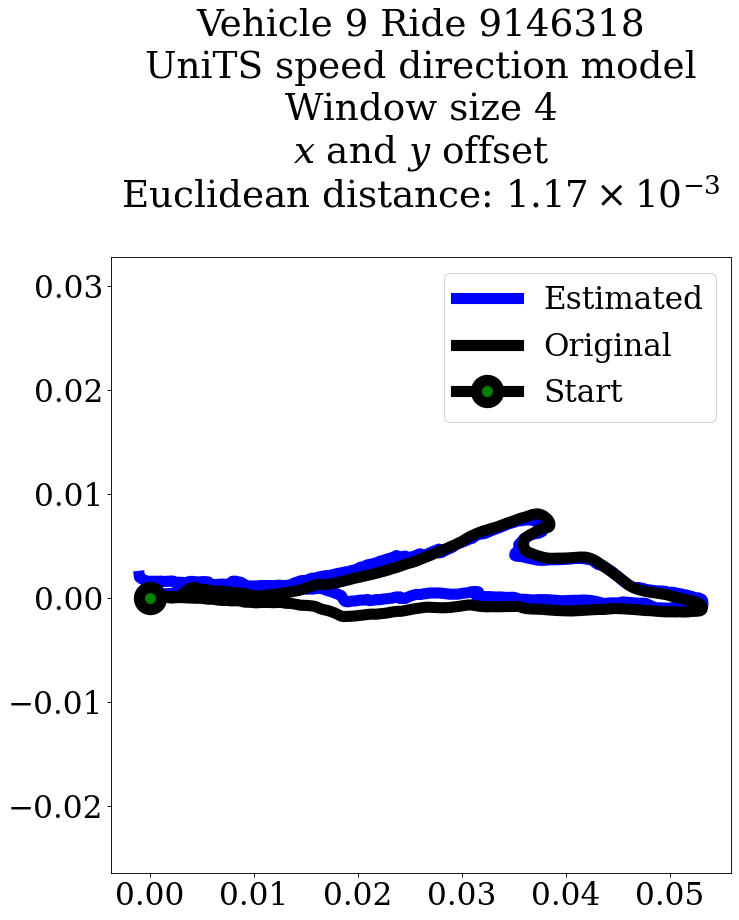 Vehicle 9 Ride 9146318
UniTS speed direction model
Window size 4
x and y offset
Euclidean distance: 1.17 × 10⁻³
Estimated
Original
Start
0.03
0.02
0.01
0.00
−0.01
−0.02
0.00 0.01 0.02 0.03 0.04 0.05